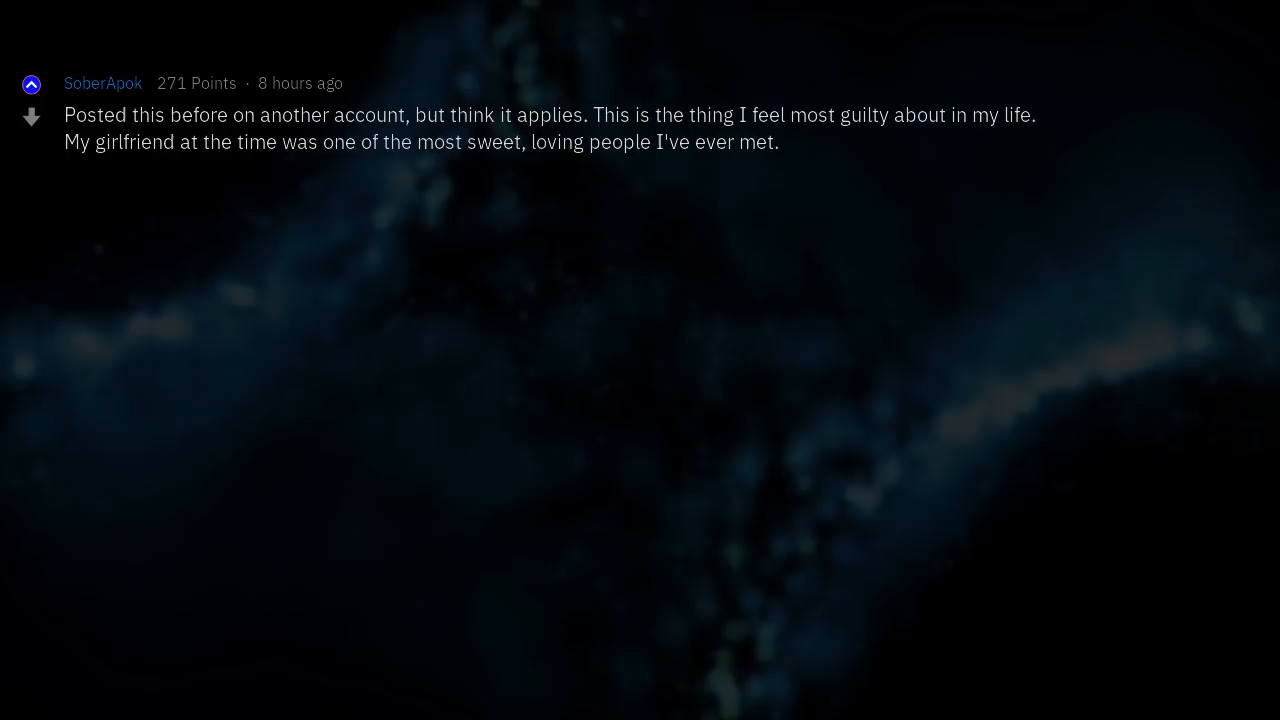 SoberApok 271 Points · 8 hours ago
Posted this before on another account, but think it applies. This is the thing I feel most guilty about in my life.
My girlfriend at the time was one of the most sweet, loving people I've ever met.